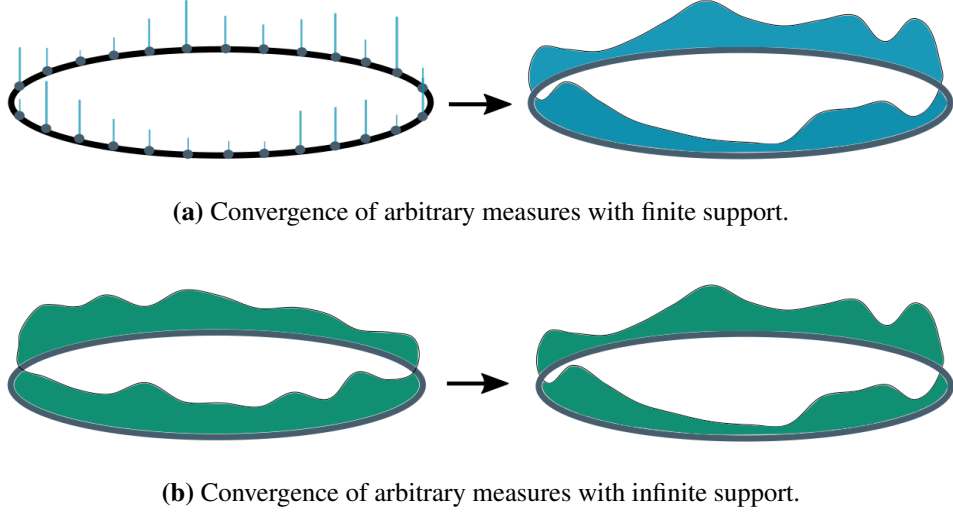 (a) Convergence of arbitrary measures with finite support.
(b) Convergence of arbitrary measures with infinite support.